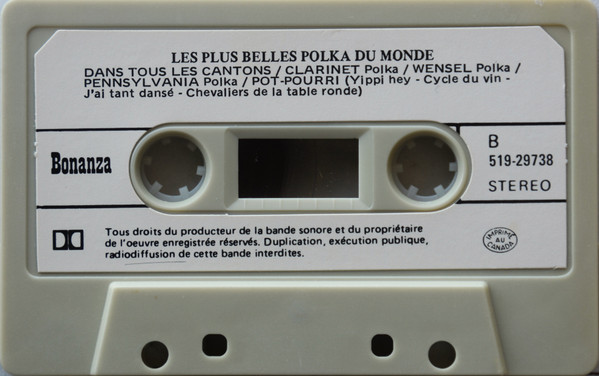 LES PLUS BELLES POLKA DU MONDE
DANS TOUS LES CANTONS / CLARINET Polka / WENSEL Polka /
PENNSYLVANIA Polka / POT-POURRI (Yippi hey - Cycle du vin -
J'ai tant dansé - Chevaliers de la table ronde)
Bonanza
B
519-29738
STEREO
Tous droits du producteur de la bande sonore et du propriétaire
de l'oeuvre enregistrée réservés. Duplication, exécution publique,
radiodiffusion de cette bande interdites.
IMPRIMÉ
AU
CANADA